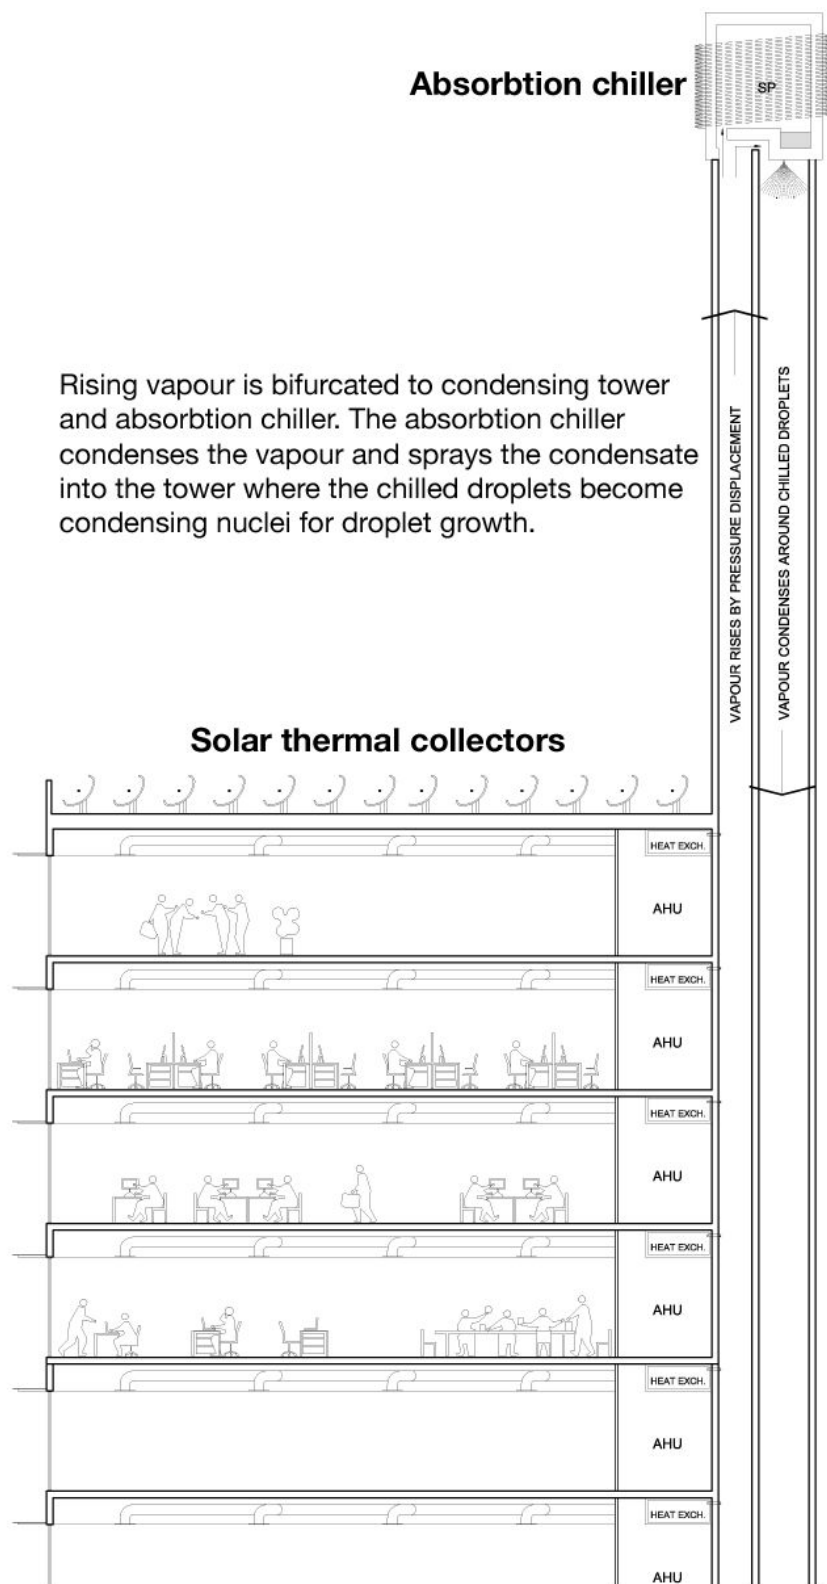 Absorbtion chiller
SP
Rising vapour is bifurcated to condensing tower
and absorbtion chiller. The absorbtion chiller
condenses the vapour and sprays the condensate
into the tower where the chilled droplets become
condensing nuclei for droplet growth.
VAPOUR RISES BY PRESSURE DISPLACEMENT
VAPOUR CONDENSES AROUND CHILLED DROPLETS
Solar thermal collectors
HEAT EXCH.
AHU
HEAT EXCH.
AHU
HEAT EXCH.
AHU
HEAT EXCH.
AHU
HEAT EXCH.
AHU
HEAT EXCH.
AHU